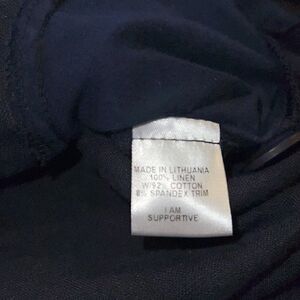 MADE IN LITHUANIA
100% LINEN
W/92% COTTON
8% SPANDEX TRIM
I AM
SUPPORTIVE